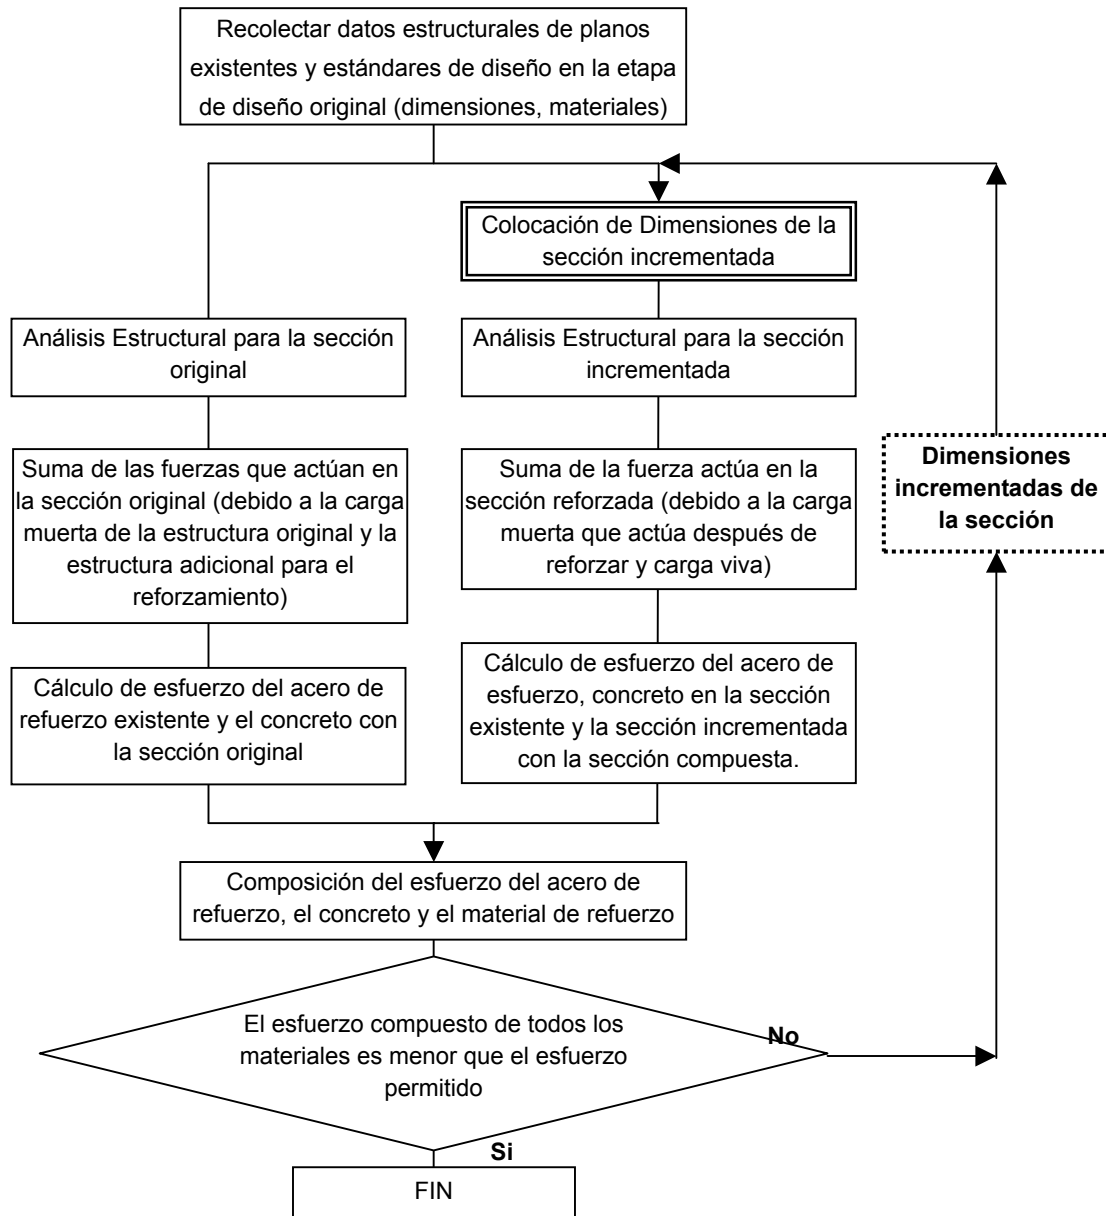 Recolectar datos estructurales de planos
existentes y estándares de diseño en la etapa
de diseño original (dimensiones, materiales)
Colocación de Dimensiones de la
sección incrementada
Análisis Estructural para la sección
original
Análisis Estructural para la sección
incrementada
Suma de las fuerzas que actúan en
la sección original (debido a la carga
muerta de la estructura original y la
estructura adicional para el
reforzamiento)
Suma de la fuerza actúa en la
sección reforzada (debido a la carga
muerta que actúa después de
reforzar y carga viva)
Dimensiones
incrementadas de
la sección
Cálculo de esfuerzo del acero de
refuerzo existente y el concreto con
la sección original
Cálculo de esfuerzo del acero de
esfuerzo, concreto en la sección
existente y la sección incrementada
con la sección compuesta.
Composición del esfuerzo del acero de
refuerzo, el concreto y el material de refuerzo
El esfuerzo compuesto de todos los
materiales es menor que el esfuerzo
permitido
No
Si
FIN